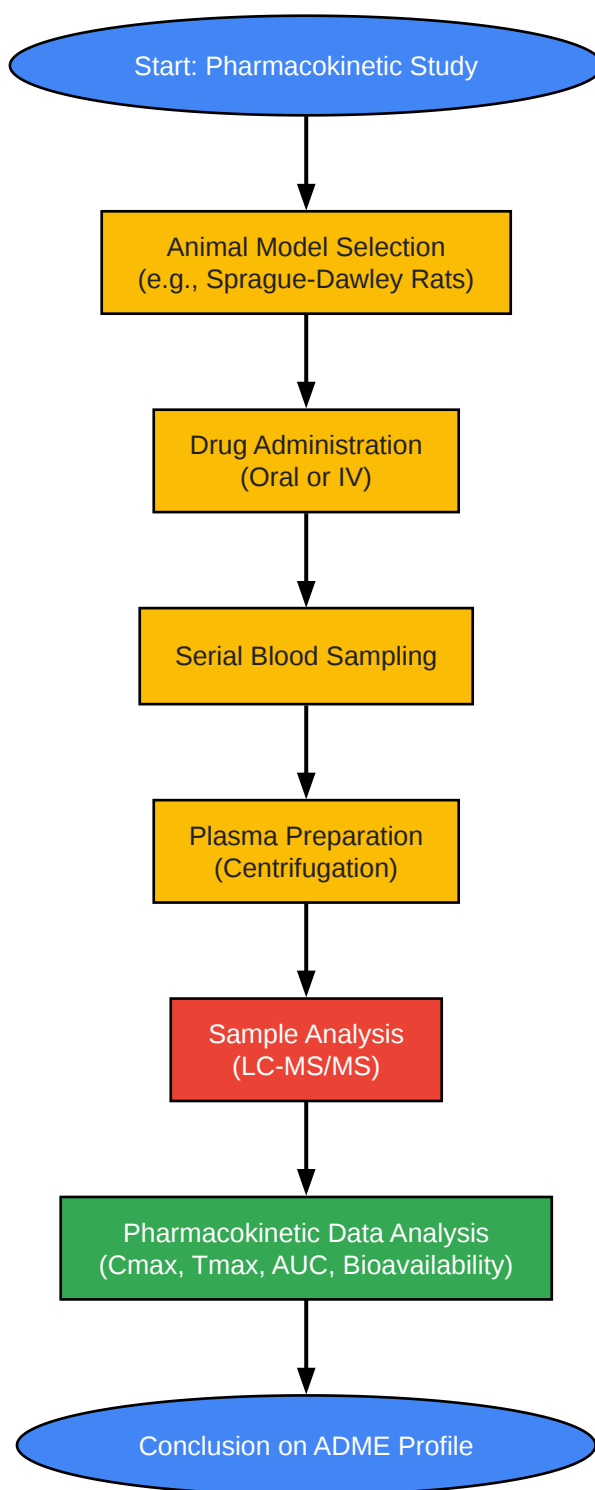 Start: Pharmacokinetic Study
Animal Model Selection
(e.g., Sprague-Dawley Rats)
Drug Administration
(Oral or IV)
Serial Blood Sampling
Plasma Preparation
(Centrifugation)
Sample Analysis
(LC-MS/MS)
Pharmacokinetic Data Analysis
(Cmax, Tmax, AUC, Bioavailability)
Conclusion on ADME Profile